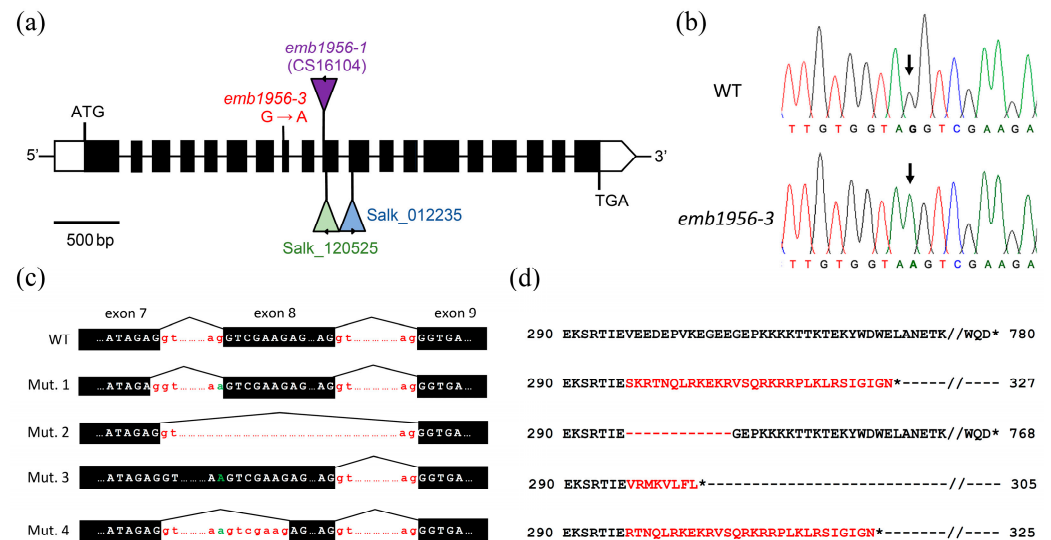 (a)
emb1956-1
(CS16104)
emb1956-3
G → A
ATG
5'
3'
TGA
500 bp
Salk_012235
Salk_120525
(b)
WT
T T G T G G T A G G T C G A A G A
emb1956-3
T T G T G G T A A G T C G A A G A
(c)
exon 7 exon 8 exon 9
WT …ATAGAG gt………ag GTCGAAGAG…AG gt……ag GGTGA…
Mut. 1 …ATAGA ggt……aa GTCGAAGAG…AG gt……ag GGTGA…
Mut. 2 …ATAGAG gt………………………………ag GGTGA…
Mut. 3 …ATAGAGGT……AAGTCGAAGAG…AG gt……ag GGTGA…
Mut. 4 …ATAGAG gt……aagtcgaag AG…AG gt……ag GGTGA…
(d)
290 EKSRTIEVEEDEPVKEGEEGEPKKKKTTKTEKYWDWELANETK//WQD* 780
290 EKSRTIESKRTNQLRKEKRVSQRKRRPLKLRSIGIGN*-----//---- 327
290 EKSRTIE------------GEPKKKKTTKTEKYWDWELANETK//WQD* 768
290 EKSRTIEVRMKVLFL*---------------------------//---- 305
290 EKSRTIERTNQLRKEKRVSQRKRRPLKLRSIGIGN*-------//---- 325